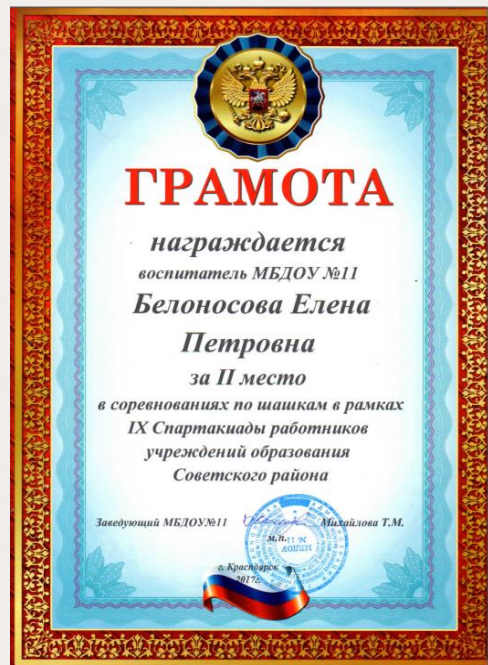 ГРАМОТА
награждается
воспитатель МБДОУ №11
Белоносова Елена
Петровна
за II место
в соревнованиях по шашкам в рамках
IX Спартакиады работников
учреждений образования
Советского района
Заведующий МБДОУ№11 Михайлова Т.М.
м.п.
г. Красноярск
2017г.